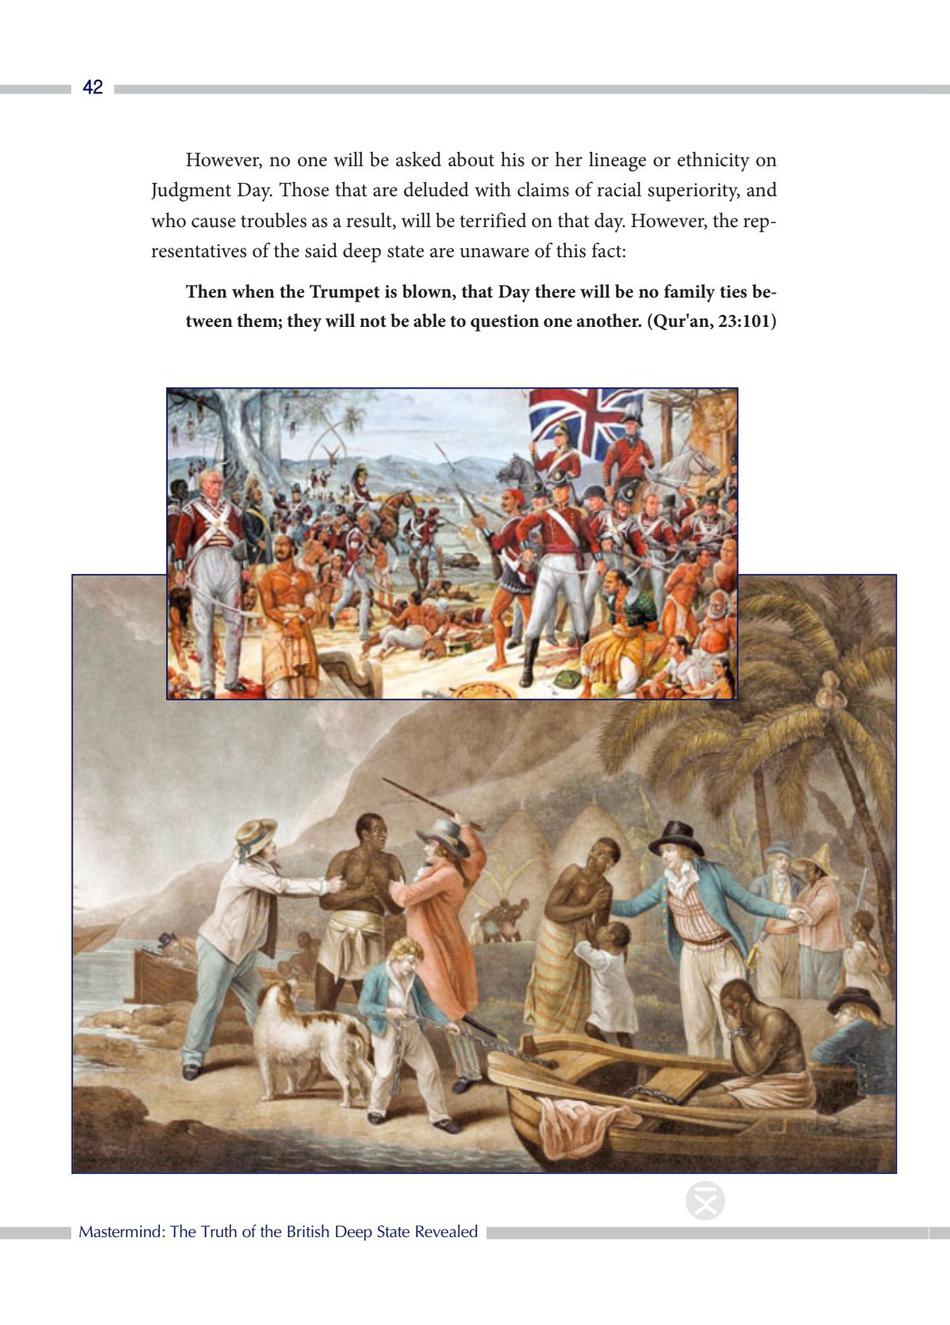 42
However, no one will be asked about his or her lineage or ethnicity on
Judgment Day. Those that are deluded with claims of racial superiority, and
who cause troubles as a result, will be terrified on that day. However, the rep-
resentatives of the said deep state are unaware of this fact:
Then when the Trumpet is blown, that Day there will be no family ties be-
tween them; they will not be able to question one another. (Qur'an, 23:101)
Mastermind: The Truth of the British Deep State Revealed